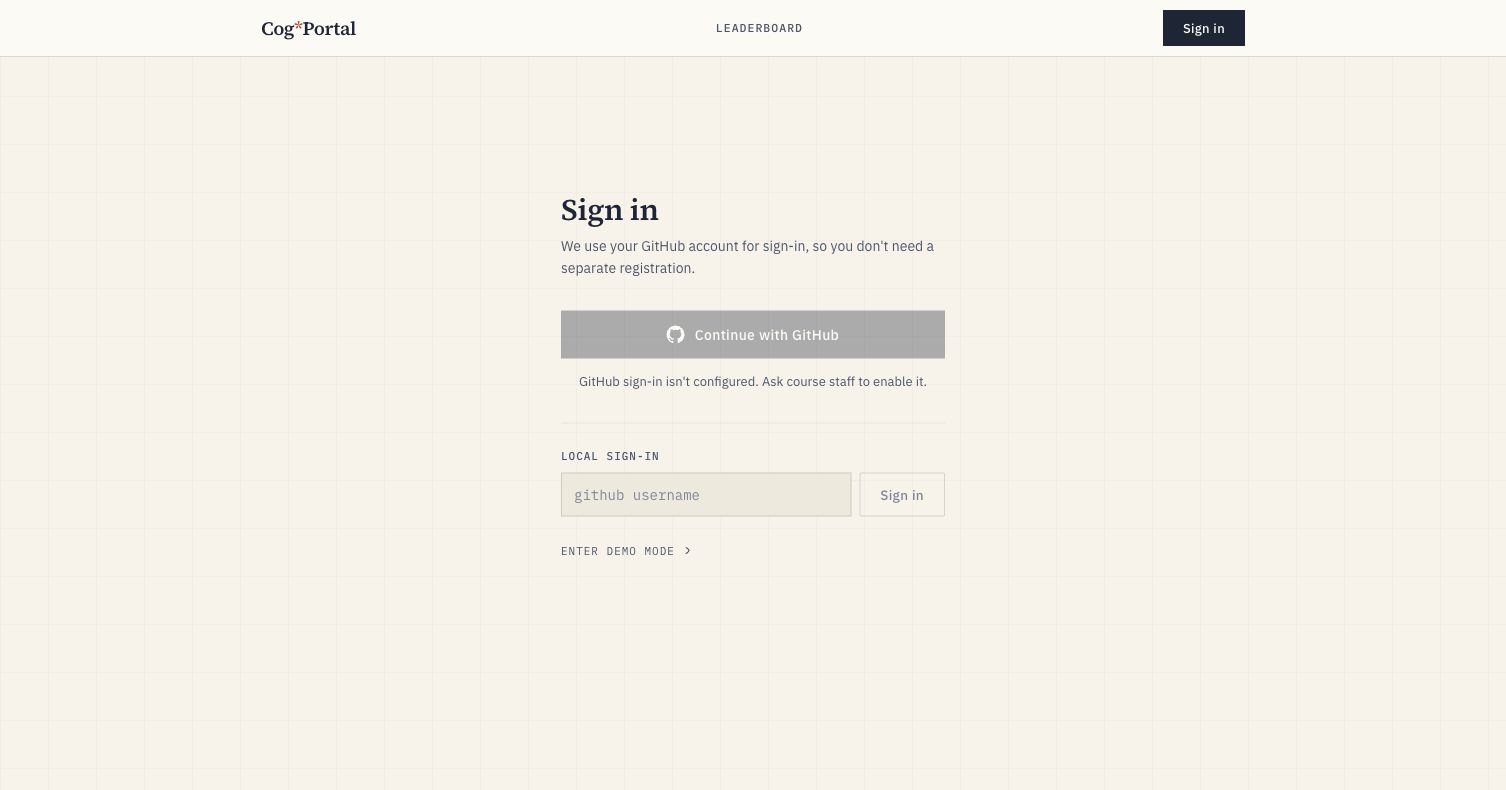 Cog*Portal
LEADERBOARD
Sign in
Sign in
We use your GitHub account for sign-in, so you don't need a
separate registration.
Continue with GitHub
GitHub sign-in isn't configured. Ask course staff to enable it.
LOCAL SIGN-IN
github username
Sign in
ENTER DEMO MODE >